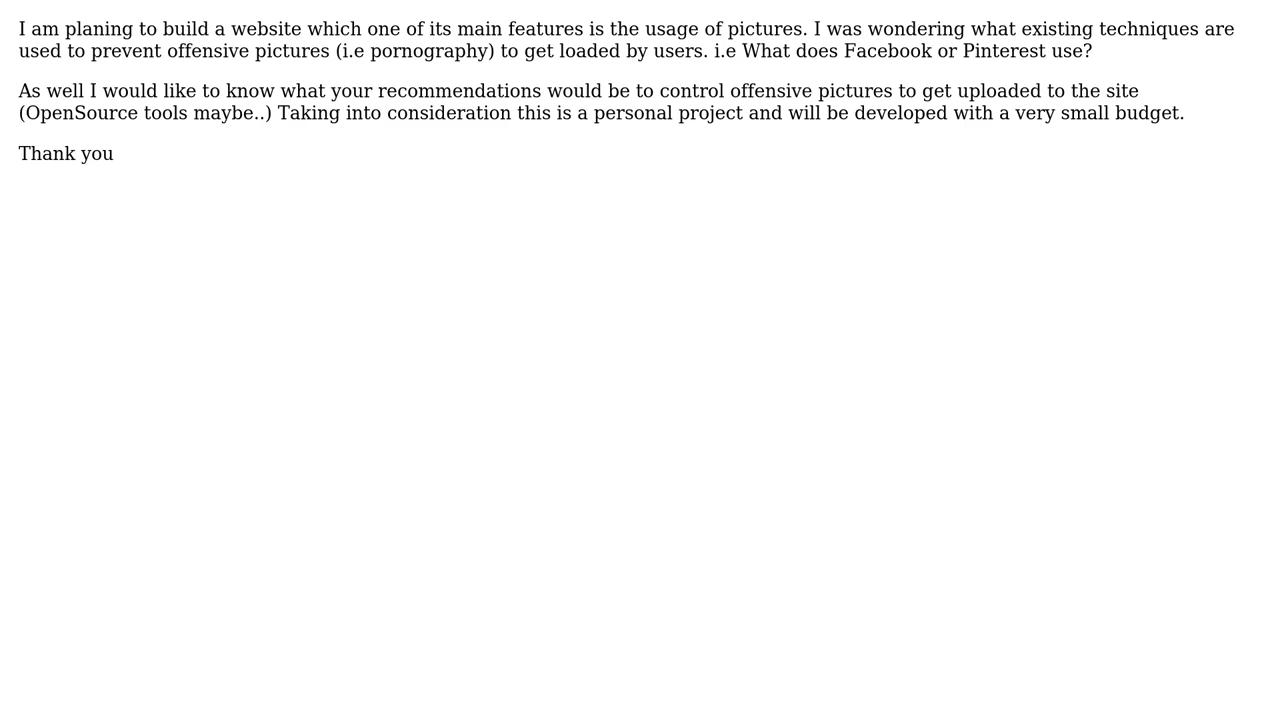 I am planing to build a website which one of its main features is the usage of pictures. I was wondering what existing techniques are
used to prevent offensive pictures (i.e pornography) to get loaded by users. i.e What does Facebook or Pinterest use?
As well I would like to know what your recommendations would be to control offensive pictures to get uploaded to the site
(OpenSource tools maybe..) Taking into consideration this is a personal project and will be developed with a very small budget.
Thank you